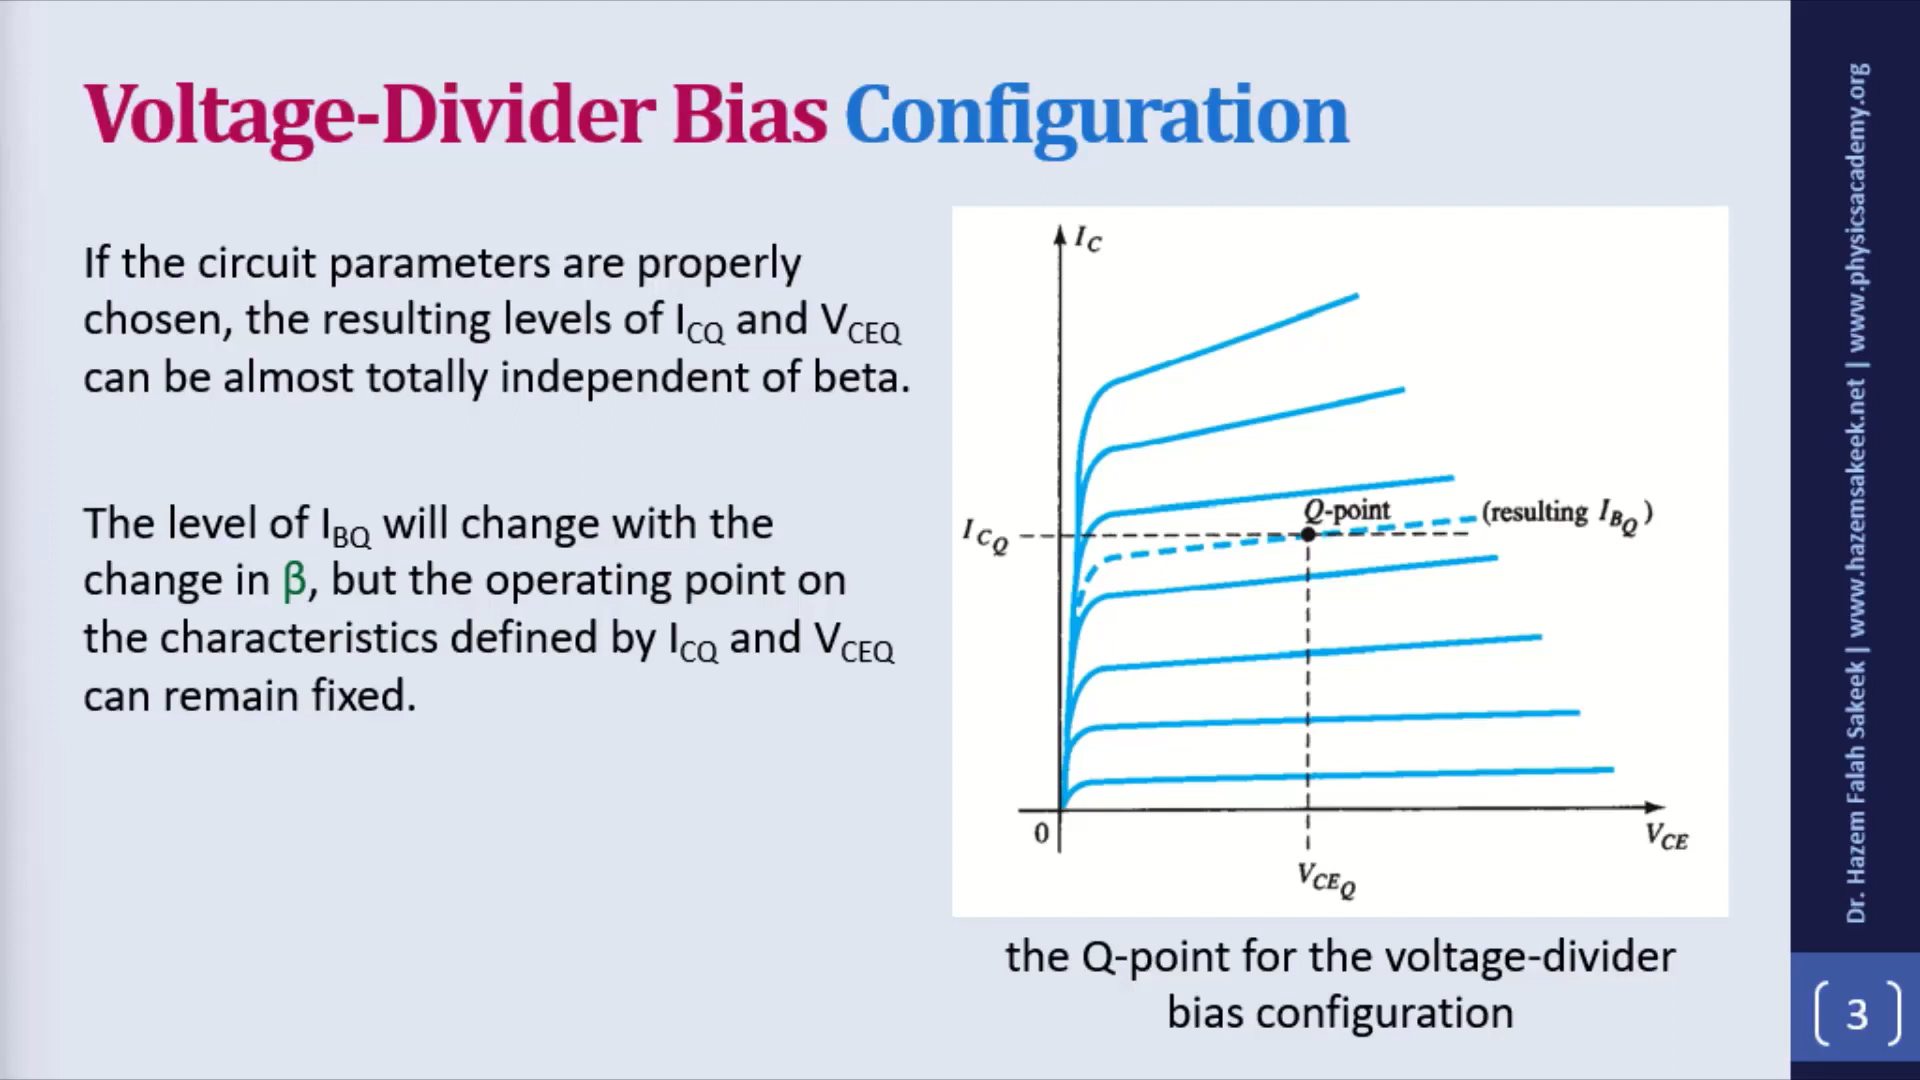 Voltage-Divider Bias Configuration
If the circuit parameters are properly
chosen, the resulting levels of I_CQ and V_CEQ
can be almost totally independent of beta.
The level of I_BQ will change with the
change in β, but the operating point on
the characteristics defined by I_CQ and V_CEQ
can remain fixed.
I_C
Q-point
(resulting I_BQ)
I_CQ
0
V_CE
V_CEQ
the Q-point for the voltage-divider
bias configuration
Dr. Hazem Falah Sakeek | www.hazemsakeek.net | www.physicsacademy.org
3